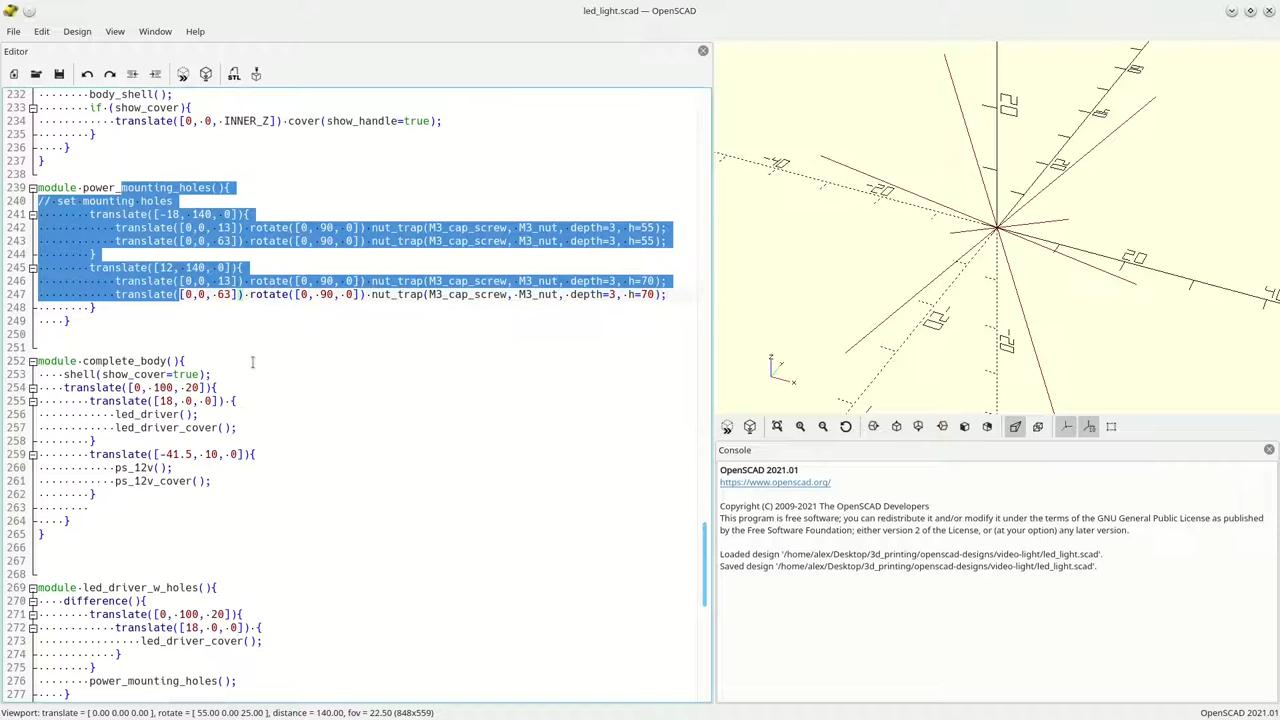 led_light.scad — OpenSCAD
File Edit Design View Window Help
Editor
STL
232 ········body_shell();
233 ········if·(show_cover){
234 ············translate([0,·0,·INNER_Z])·cover(show_handle=true);
235 ········}
236 ····}
237 }
238
239 module·power_mounting_holes(){
240 //·set·mounting·holes
241 ········translate([-18,·140,·0]){
242 ············translate([0,0,·13])·rotate([0,·90,·0])·nut_trap(M3_cap_screw,·M3_nut,·depth=3,·h=55);
243 ············translate([0,0,·63])·rotate([0,·90,·0])·nut_trap(M3_cap_screw,·M3_nut,·depth=3,·h=55);
244 ········}
245 ········translate([12,·140,·0]){
246 ············translate([0,0,·13])·rotate([0,·90,·0])·nut_trap(M3_cap_screw,·M3_nut,·depth=3,·h=70);
247 ············translate([0,0,·63])·rotate([0,·90,·0])·nut_trap(M3_cap_screw,·M3_nut,·depth=3,·h=70);
248 ········}
249 ····}
250
251
252 module·complete_body(){
253 ····shell(show_cover=true);
254 ····translate([0,·100,·20]){
255 ········translate([18,·0,·0])·{
256 ············led_driver();
257 ············led_driver_cover();
258 ········}
259 ········translate([-41.5,·10,·0]){
260 ············ps_12v();
261 ············ps_12v_cover();
262 ········}
263 ········
264 ····}
265 }
266
267
268
269 module·led_driver_w_holes(){
270 ····difference(){
271 ········translate([0,·100,·20]){
272 ············translate([18,·0,·0])·{
273 ················led_driver_cover();
274 ············}
275 ········}
276 ········power_mounting_holes();
277 ····}
20
20
-20
-20
z
y
x
Console
OpenSCAD 2021.01
https://www.openscad.org/
Copyright (C) 2009-2021 The OpenSCAD Developers
This program is free software; you can redistribute it and/or modify it under the terms of the GNU General Public License as published
by the Free Software Foundation; either version 2 of the License, or (at your option) any later version.
Loaded design '/home/alex/Desktop/3d_printing/openscad-designs/video-light/led_light.scad'.
Saved design '/home/alex/Desktop/3d_printing/openscad-designs/video-light/led_light.scad'.
Viewport: translate = [ 0.00 0.00 0.00 ], rotate = [ 55.00 0.00 25.00 ], distance = 140.00, fov = 22.50 (848x559)
OpenSCAD 2021.01